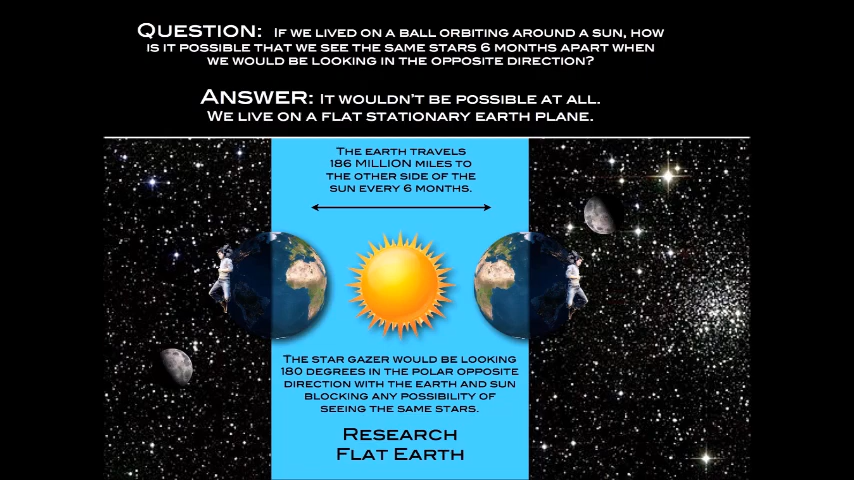 QUESTION: IF WE LIVED ON A BALL ORBITING AROUND A SUN, HOW
IS IT POSSIBLE THAT WE SEE THE SAME STARS 6 MONTHS APART WHEN
WE WOULD BE LOOKING IN THE OPPOSITE DIRECTION?
ANSWER: IT WOULDN'T BE POSSIBLE AT ALL.
WE LIVE ON A FLAT STATIONARY EARTH PLANE.
THE EARTH TRAVELS
186 MILLION MILES TO
THE OTHER SIDE OF THE
SUN EVERY 6 MONTHS.
THE STAR GAZER WOULD BE LOOKING
180 DEGREES IN THE POLAR OPPOSITE
DIRECTION WITH THE EARTH AND SUN
BLOCKING ANY POSSIBILITY OF
SEEING THE SAME STARS.
RESEARCH
FLAT EARTH